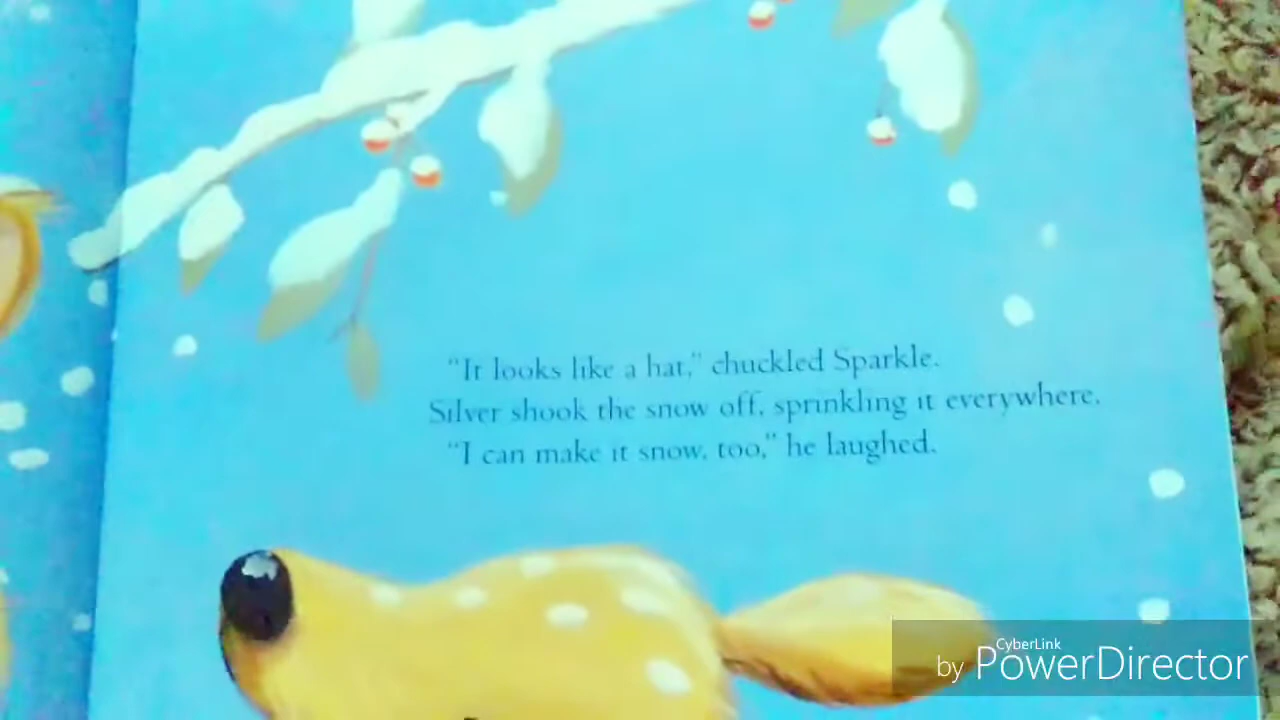 "It looks like a hat," chuckled Sparkle.
Silver shook the snow off, sprinkling it everywhere.
"I can make it snow, too," he laughed.
CyberLink
by PowerDirector